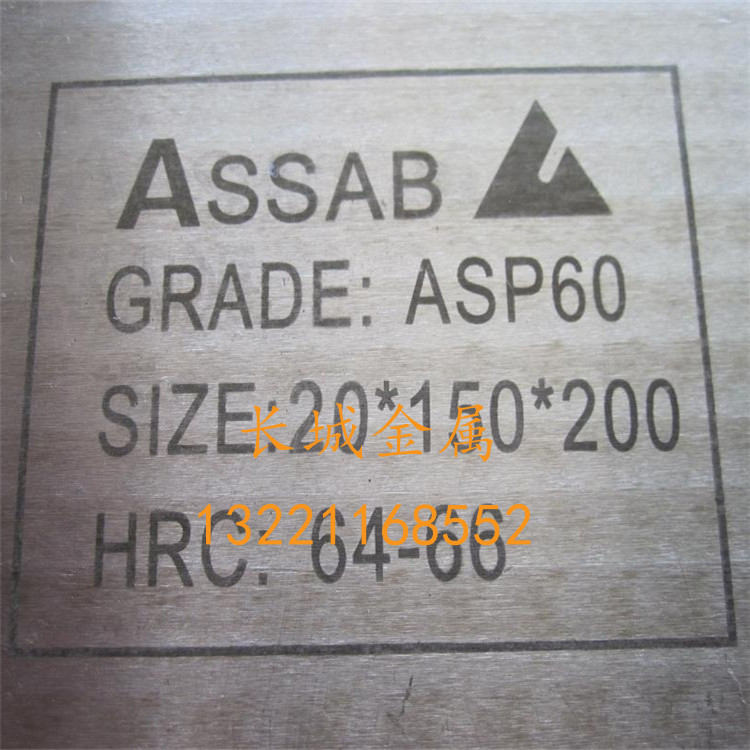 ASSAB
GRADE: ASP60
SIZE:20*150*200
长城金属
HRC: 64-66
13221168552